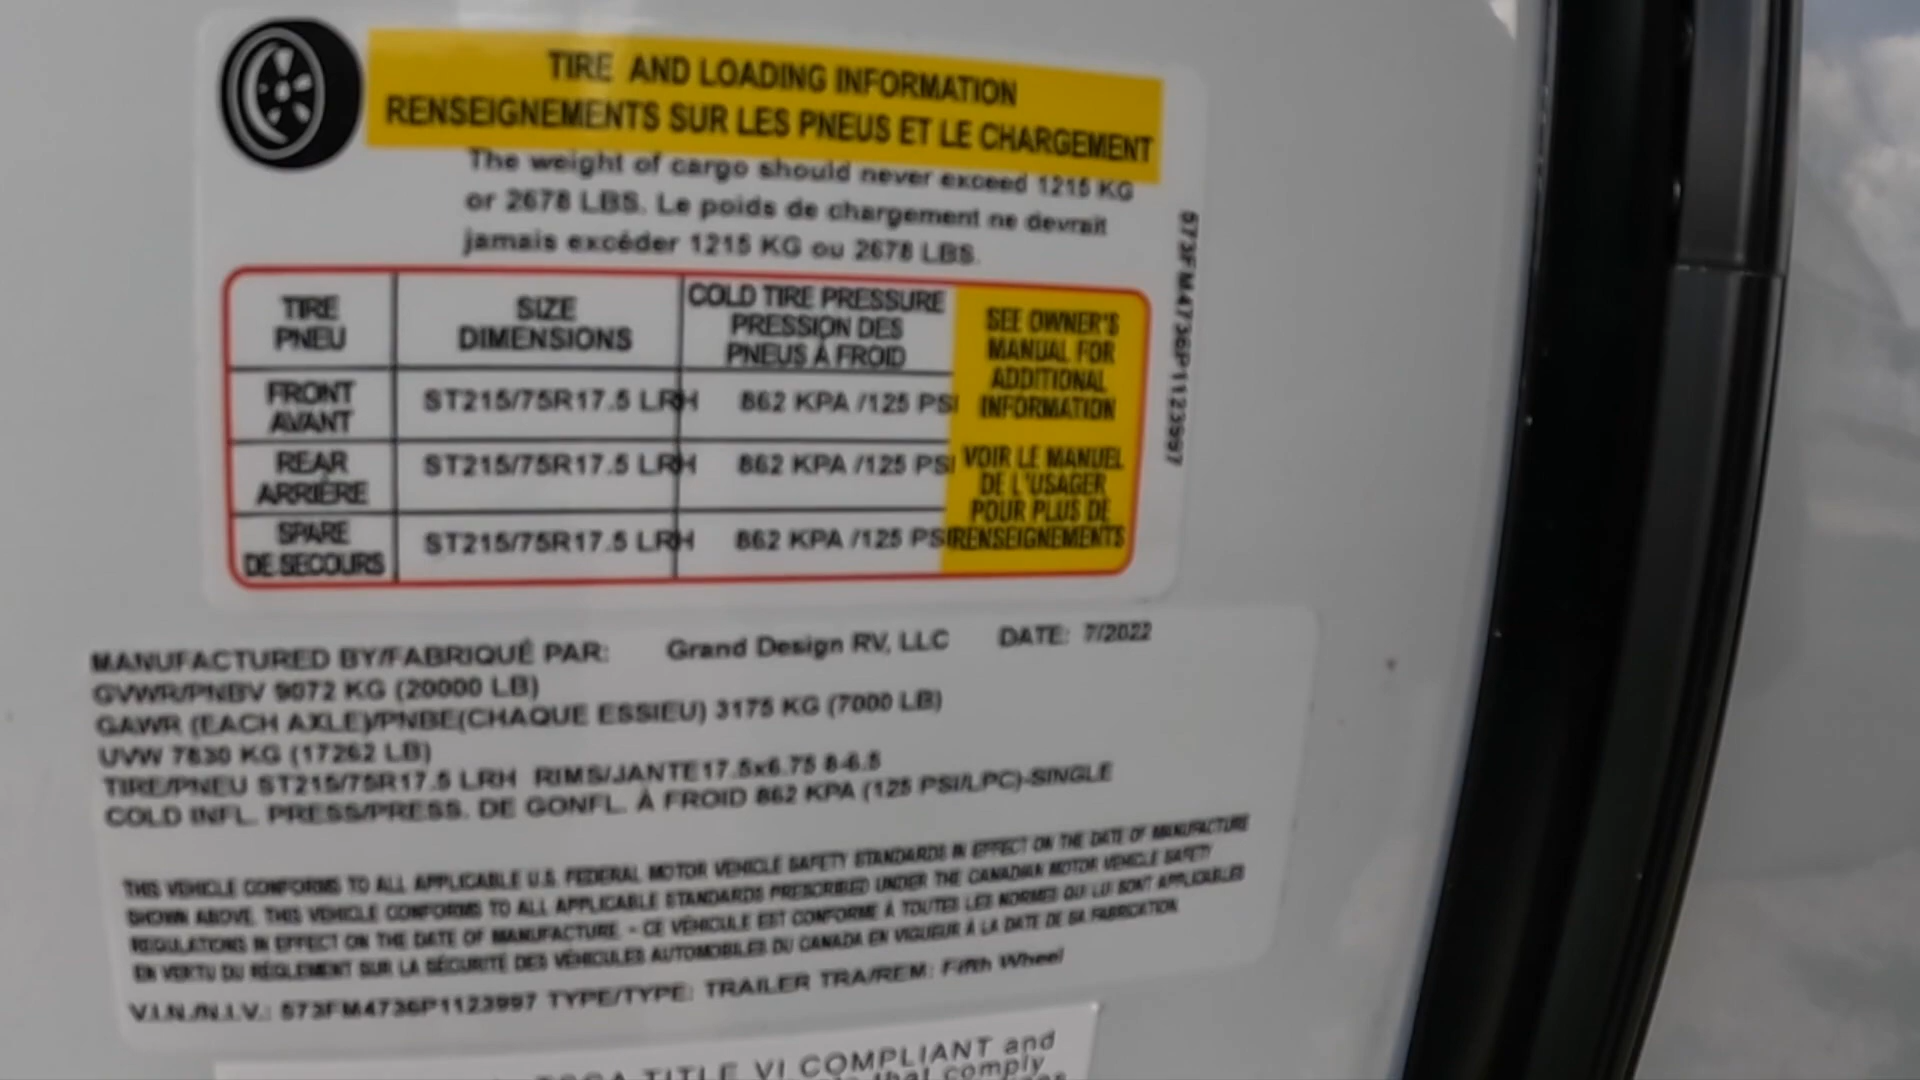 TIRE AND LOADING INFORMATION
RENSEIGNEMENTS SUR LES PNEUS ET LE CHARGEMENT
The weight of cargo should never exceed 1215 KG
or 2678 LBS. Le poids de chargement ne devrait
jamais excéder 1215 KG ou 2678 LBS.
TIRE
PNEU
SIZE
DIMENSIONS
COLD TIRE PRESSURE
PRESSION DES
PNEUS À FROID
FRONT
AVANT
ST215/75R17.5 LRH
862 KPA /125 PSI
REAR
ARRIÈRE
ST215/75R17.5 LRH
862 KPA /125 PSI
SPARE
DE SECOURS
ST215/75R17.5 LRH
862 KPA /125 PSI
SEE OWNER'S
MANUAL FOR
ADDITIONAL
INFORMATION
VOIR LE MANUEL
DE L'USAGER
POUR PLUS DE
RENSEIGNEMENTS
573FM4736P1123997
MANUFACTURED BY/FABRIQUÉ PAR: Grand Design RV, LLC DATE: 7/2022
GVWR/PNBV 9072 KG (20000 LB)
GAWR (EACH AXLE)/PNBE(CHAQUE ESSIEU) 3175 KG (7000 LB)
UVW 7830 KG (17262 LB)
TIRE/PNEU ST215/75R17.5 LRH RIMS/JANTE 17.5x6.75 8-6.5
COLD INFL. PRESS/PRESS. DE GONFL. À FROID 862 KPA (125 PSI/LPC)-SINGLE
THIS VEHICLE CONFORMS TO ALL APPLICABLE U.S. FEDERAL MOTOR VEHICLE SAFETY STANDARDS IN EFFECT ON THE DATE OF MANUFACTURE
SHOWN ABOVE. THIS VEHICLE CONFORMS TO ALL APPLICABLE STANDARDS PRESCRIBED UNDER THE CANADIAN MOTOR VEHICLE SAFETY
REGULATIONS IN EFFECT ON THE DATE OF MANUFACTURE. - CE VÉHICULE EST CONFORME À TOUTES LES NORMES QUI LUI SONT APPLICABLES
EN VERTU DU RÉGLEMENT SUR LA SÉCURITÉ DES VÉHICULES AUTOMOBILES DU CANADA EN VIGUEUR À LA DATE DE SA FABRICATION.
V.I.N./N.I.V.: 573FM4736P1123997 TYPE/TYPE: TRAILER TRA/REM: Fifth Wheel
TSCA TITLE VI COMPLIANT and
that comply